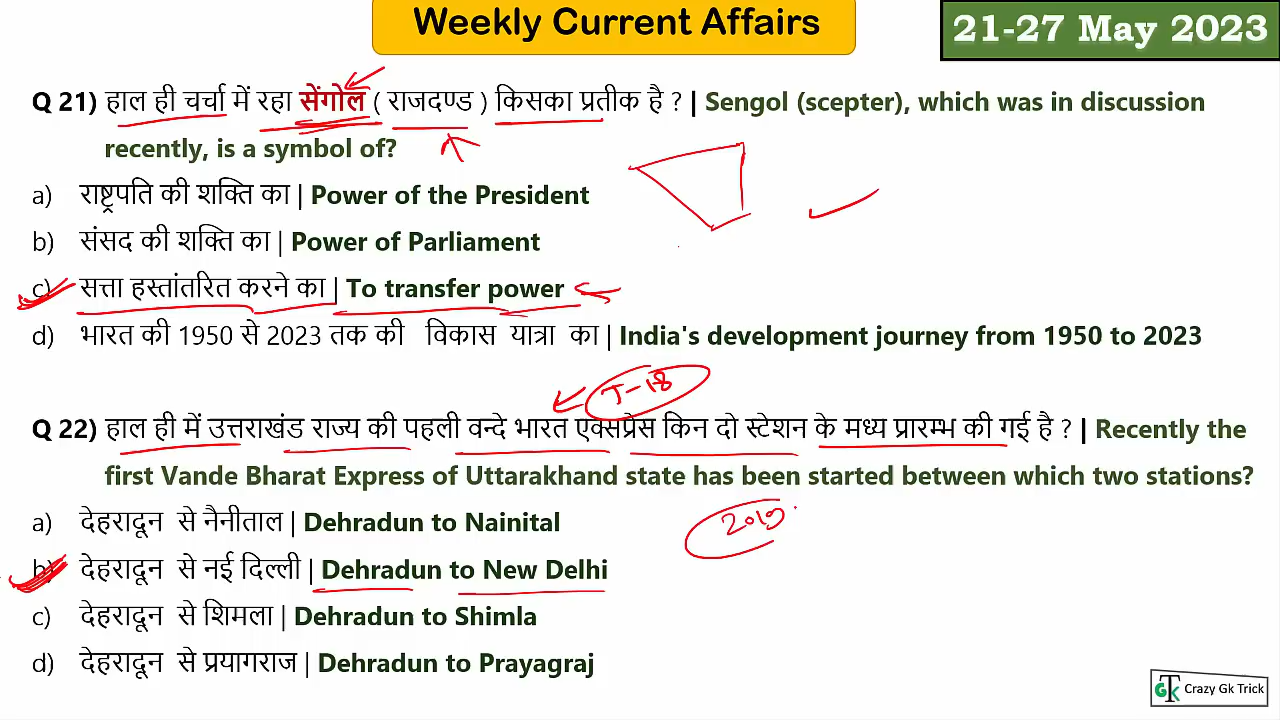 Weekly Current Affairs
21-27 May 2023
Q 21) हाल ही चर्चा में रहा सेंगोल ( राजदण्ड ) किसका प्रतीक है ? | Sengol (scepter), which was in discussion
recently, is a symbol of?
a) राष्ट्रपति की शक्ति का | Power of the President
b) संसद की शक्ति का | Power of Parliament
c) सत्ता हस्तांतरित करने का | To transfer power
d) भारत की 1950 से 2023 तक की विकास यात्रा का | India's development journey from 1950 to 2023
T-18
Q 22) हाल ही में उत्तराखंड राज्य की पहली वन्दे भारत एक्सप्रेस किन दो स्टेशन के मध्य प्रारम्भ की गई है ? | Recently the
first Vande Bharat Express of Uttarakhand state has been started between which two stations?
a) देहरादून से नैनीताल | Dehradun to Nainital
2019
b) देहरादून से नई दिल्ली | Dehradun to New Delhi
c) देहरादून से शिमला | Dehradun to Shimla
d) देहरादून से प्रयागराज | Dehradun to Prayagraj
GTK Crazy Gk Trick